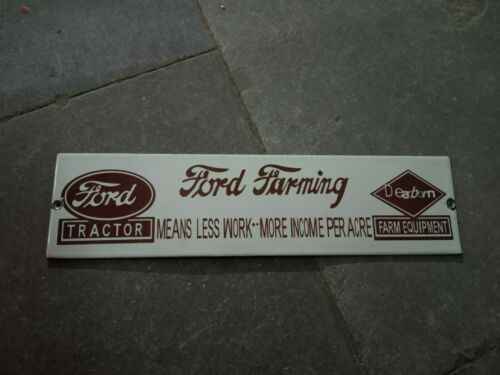 Ford Farming
Ford
TRACTOR
MEANS LESS WORK--MORE INCOME PER ACRE
Dearborn
FARM EQUIPMENT